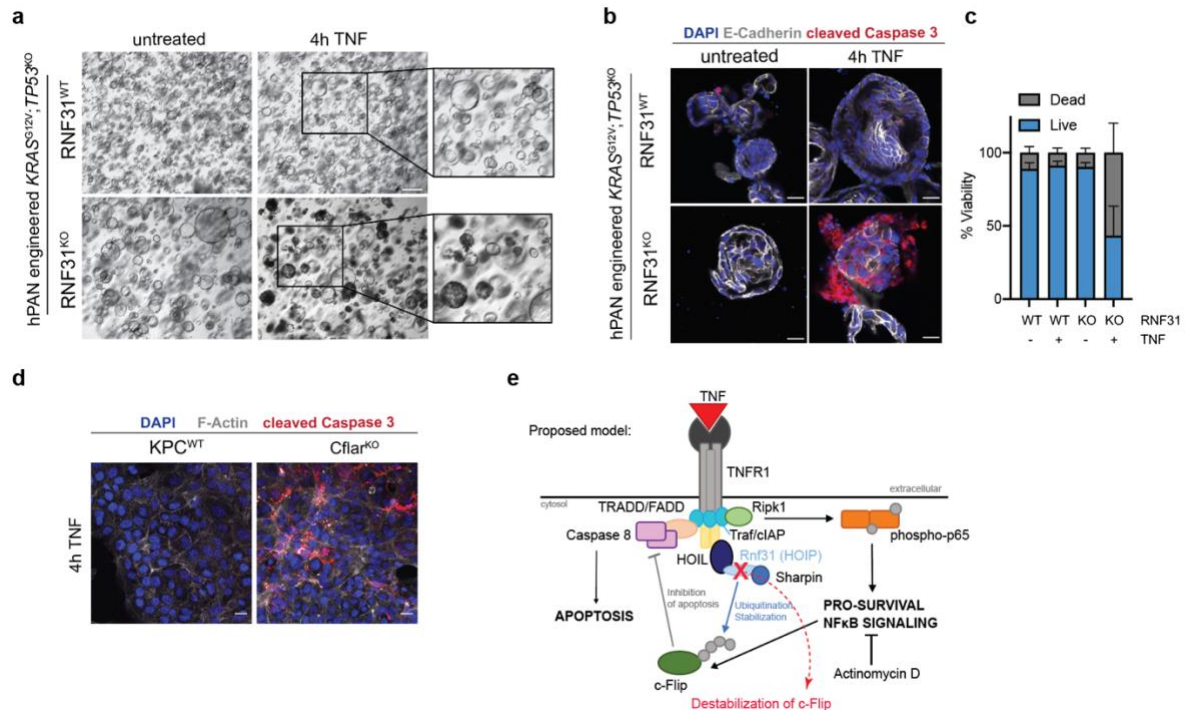 a
untreated
4h TNF
hPAN engineered KRASG12V;TP53KO
RNF31WT
RNF31KO
b
DAPI E-Cadherin cleaved Caspase 3
untreated
4h TNF
hPAN engineered KRASG12V;TP53KO
RNF31WT
RNF31KO
c
Dead
Live
% Viability
100
50
0
WT WT KO KO RNF31
- + - + TNF
d
DAPI F-Actin cleaved Caspase 3
KPCWT CflarKO
4h TNF
e
Proposed model:
TNF
TNFR1
extracellular
cytosol
TRADD/FADD
Ripk1
Caspase 8
Traf/cIAP
phospho-p65
HOIL
Rnf31 (HOIP)
X
Sharpin
Inhibition
of apoptosis
APOPTOSIS
Ubiquitination
Stabilization
PRO-SURVIVAL
NFκB SIGNALING
c-Flip
Actinomycin D
Destabilization of c-Flip